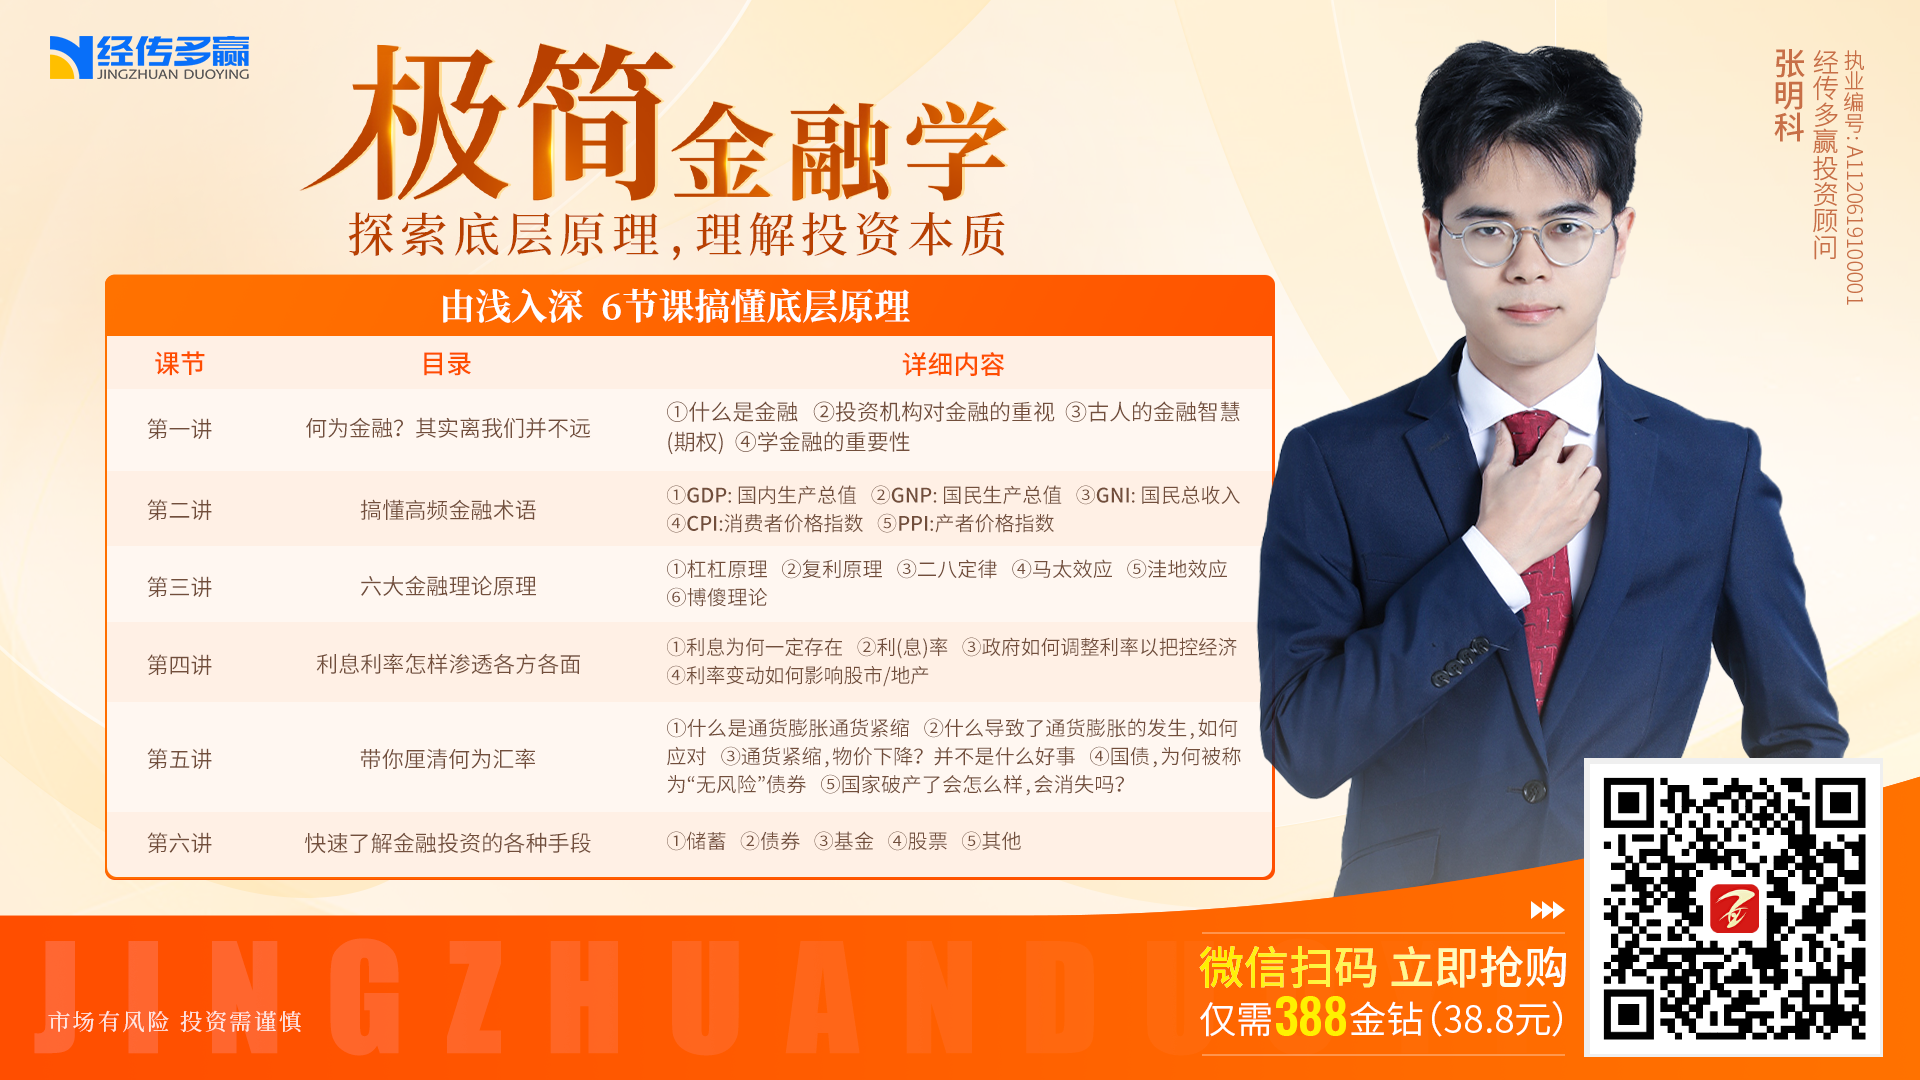 经传多赢
JINGZHUAN DUOYING
极简金融学
探索底层原理,理解投资本质
张明科
经传多赢投资顾问
执业编号: A1120619100001
由浅入深 6节课搞懂底层原理
课节 目录 详细内容
第一讲 何为金融？其实离我们并不远
①什么是金融 ②投资机构对金融的重视 ③古人的金融智慧
(期权) ④学金融的重要性
第二讲 搞懂高频金融术语
①GDP: 国内生产总值 ②GNP: 国民生产总值 ③GNI: 国民总收入
④CPI:消费者价格指数 ⑤PPI:产者价格指数
第三讲 六大金融理论原理
①杠杠原理 ②复利原理 ③二八定律 ④马太效应 ⑤洼地效应
⑥博傻理论
第四讲 利息利率怎样渗透各方各面
①利息为何一定存在 ②利(息)率 ③政府如何调整利率以把控经济
④利率变动如何影响股市/地产
第五讲 带你厘清何为汇率
①什么是通货膨胀通货紧缩 ②什么导致了通货膨胀的发生,如何
应对 ③通货紧缩,物价下降？并不是什么好事 ④国债,为何被称
为“无风险”债券 ⑤国家破产了会怎么样,会消失吗？
第六讲 快速了解金融投资的各种手段
①储蓄 ②债券 ③基金 ④股票 ⑤其他
JINGZHUANDU
市场有风险 投资需谨慎
微信扫码 立即抢购
仅需388金钻（38.8元）